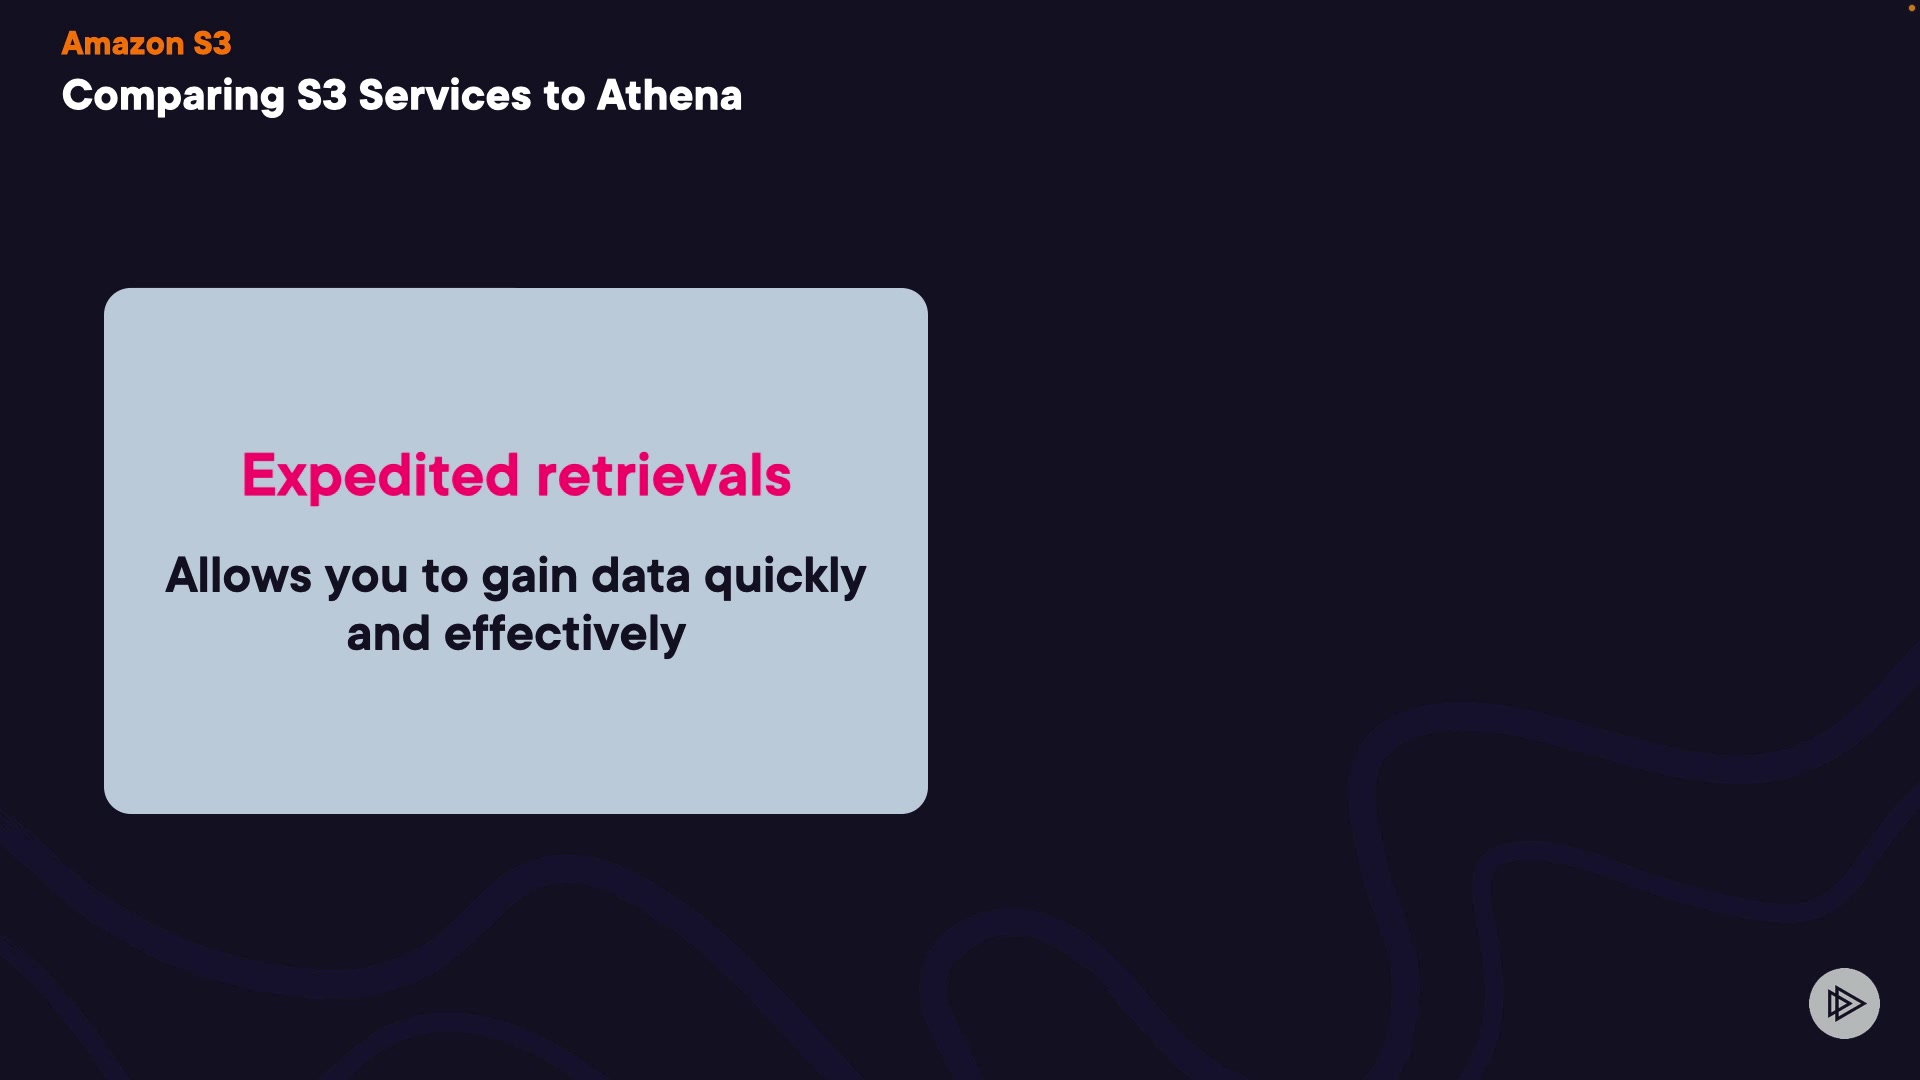 Amazon S3
Comparing S3 Services to Athena
Expedited retrievals
Allows you to gain data quickly
and effectively